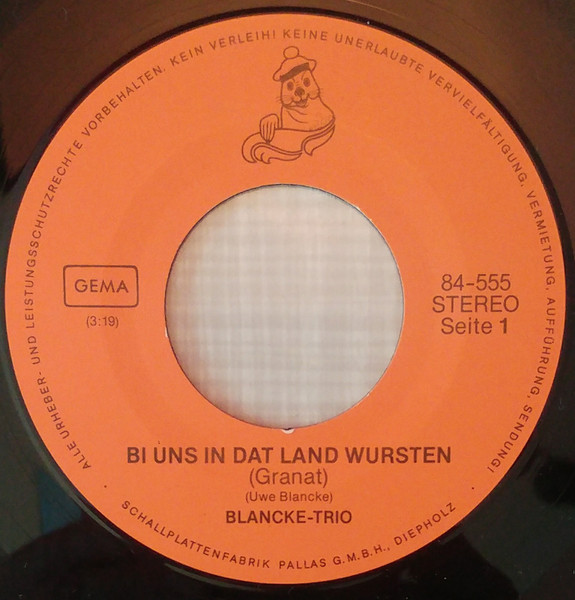 ALLE URHEBER- UND LEISTUNGSSCHUTZRECHTE VORBEHALTEN. KEIN VERLEIH! KEINE UNERLAUBTE VERVIELFÄLTIGUNG, VERMIETUNG, AUFFÜHRUNG, SENDUNG!
GEMA
(3:19)
84-555
STEREO
Seite 1
BI UNS IN DAT LAND WURSTEN
(Granat)
(Uwe Blancke)
BLANCKE-TRIO
SCHALLPLATTENFABRIK PALLAS G.M.B.H., DIEPHOLZ